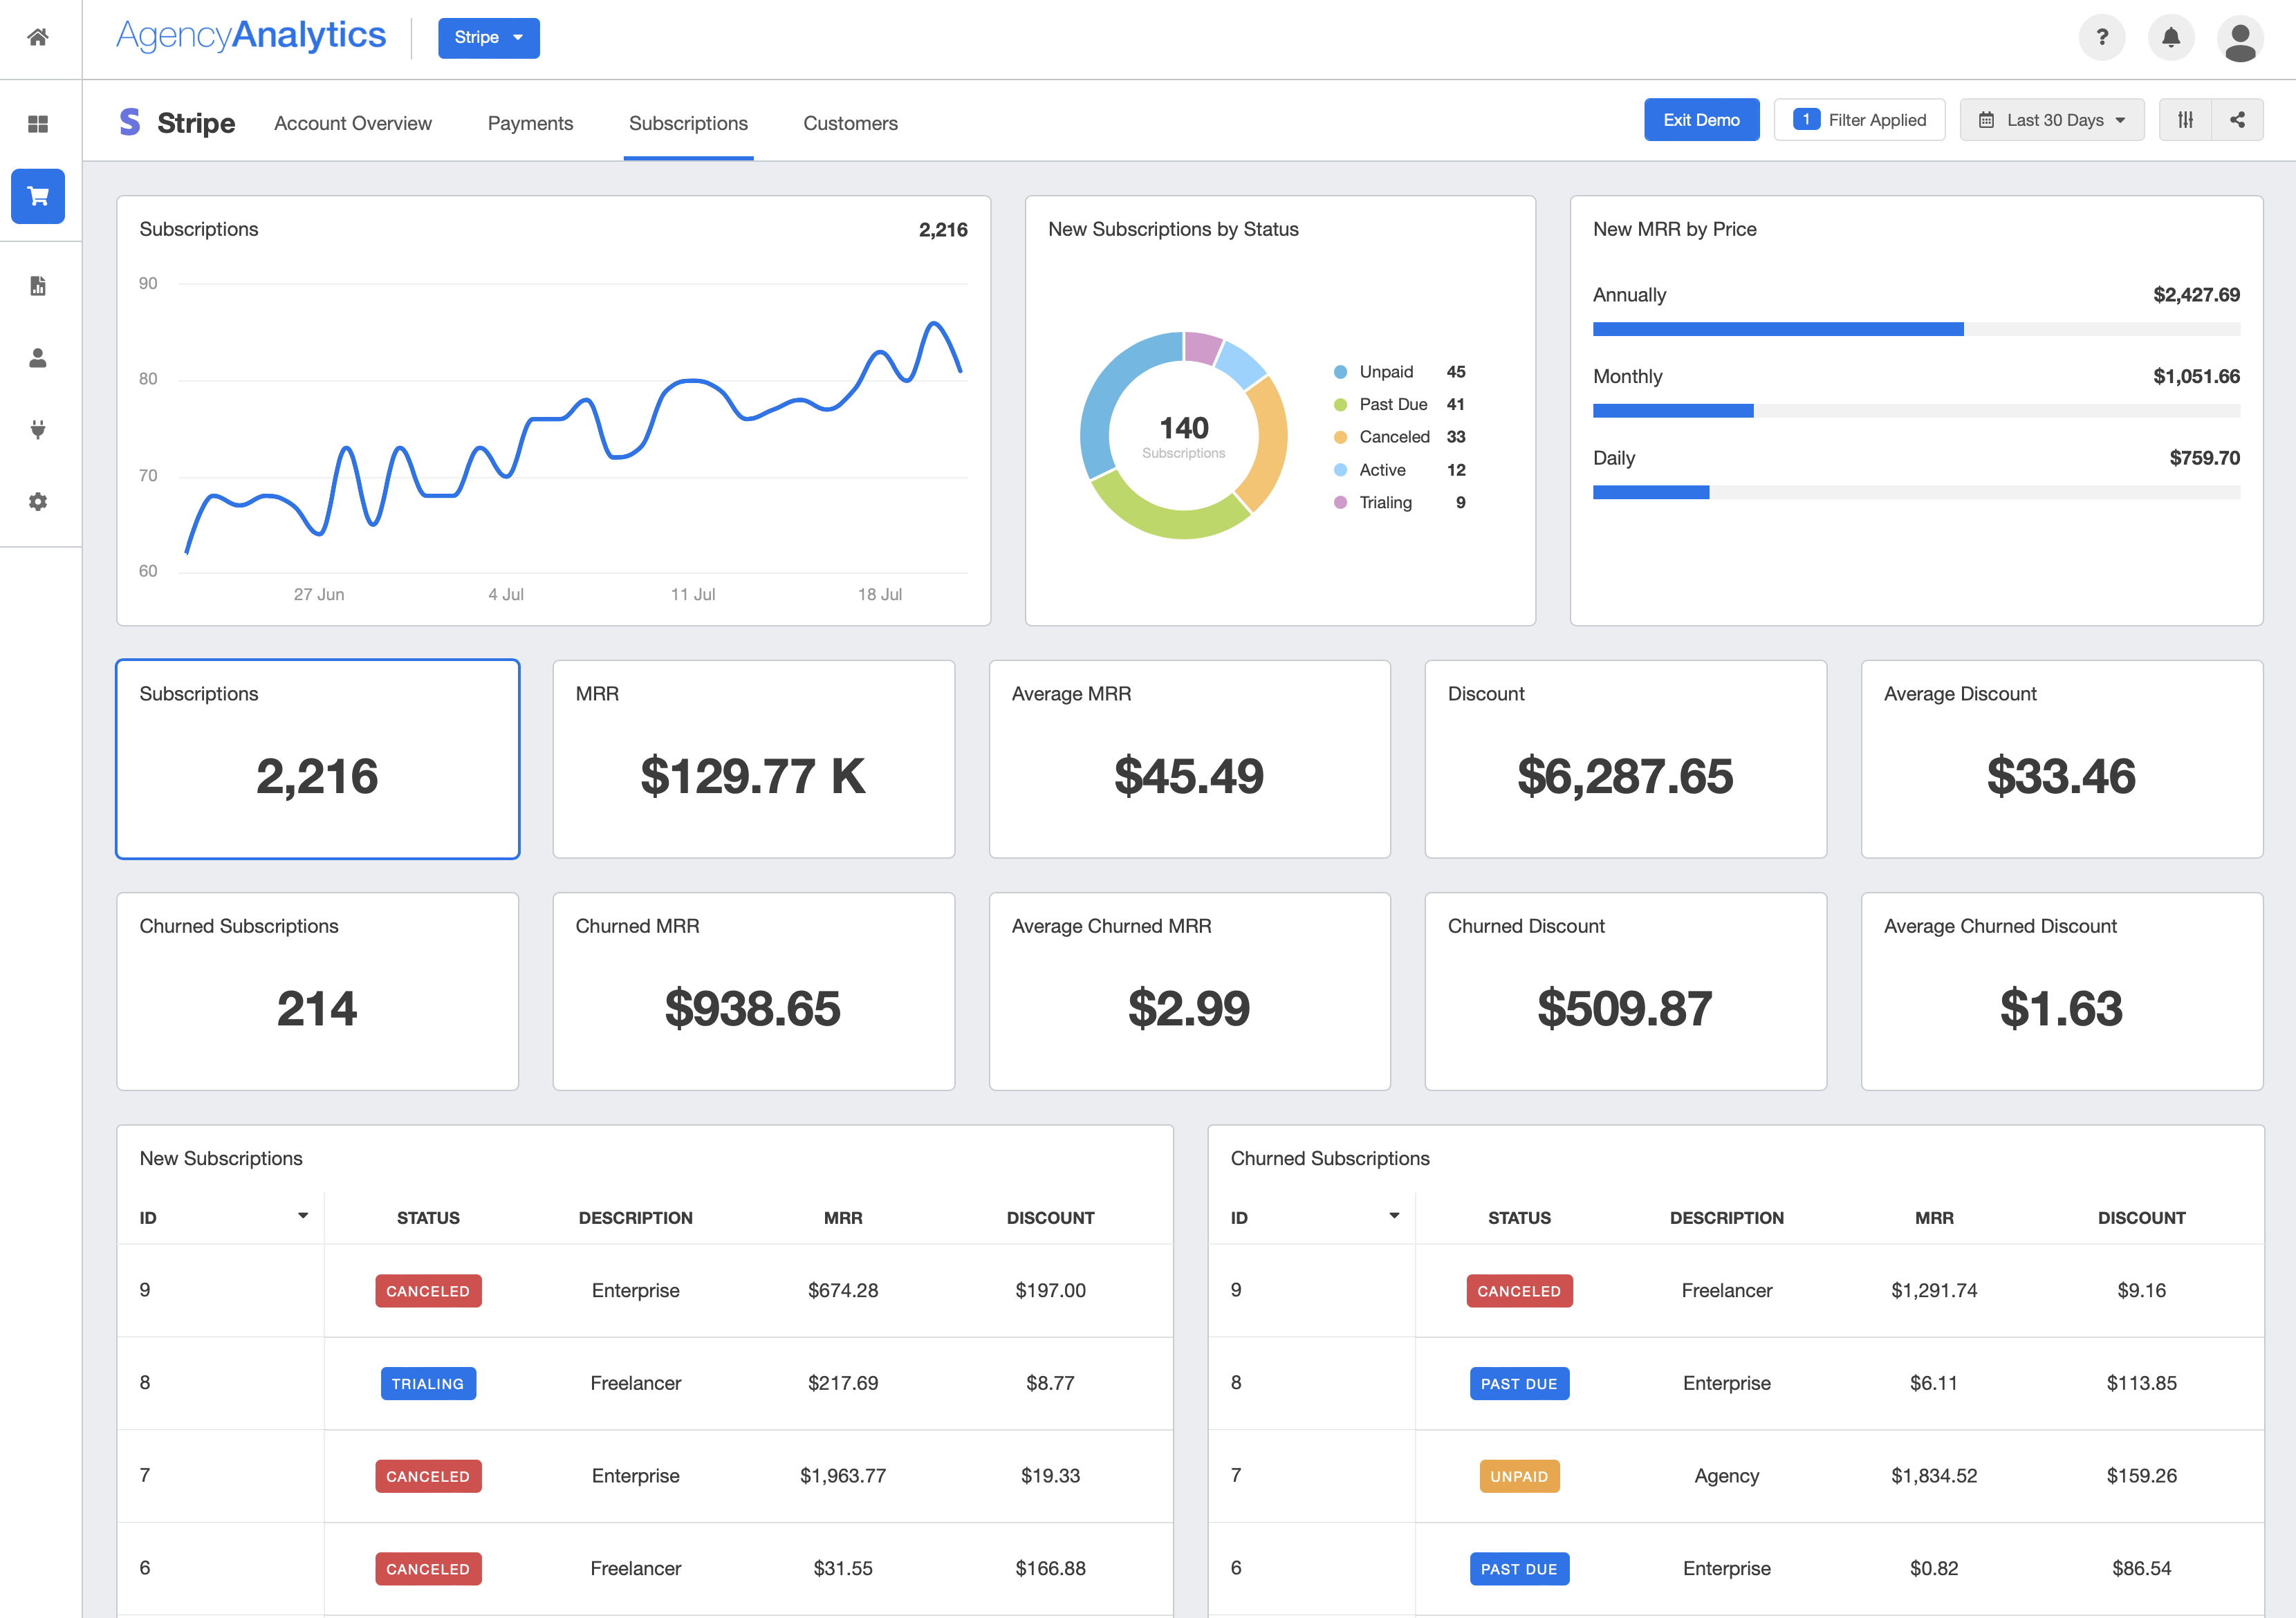 AgencyAnalytics
Stripe
?
Stripe
Account Overview
Payments
Subscriptions
Customers
Exit Demo
1 Filter Applied
Last 30 Days
Subscriptions
2,216
90
80
70
60
27 Jun
4 Jul
11 Jul
18 Jul
New Subscriptions by Status
140
Subscriptions
Unpaid 45
Past Due 41
Canceled 33
Active 12
Trialing 9
New MRR by Price
Annually $2,427.69
Monthly $1,051.66
Daily $759.70
Subscriptions
2,216
MRR
$129.77 K
Average MRR
$45.49
Discount
$6,287.65
Average Discount
$33.46
Churned Subscriptions
214
Churned MRR
$938.65
Average Churned MRR
$2.99
Churned Discount
$509.87
Average Churned Discount
$1.63
New Subscriptions
ID STATUS DESCRIPTION MRR DISCOUNT
9 CANCELED Enterprise $674.28 $197.00
8 TRIALING Freelancer $217.69 $8.77
7 CANCELED Enterprise $1,963.77 $19.33
6 CANCELED Freelancer $31.55 $166.88
Churned Subscriptions
ID STATUS DESCRIPTION MRR DISCOUNT
9 CANCELED Freelancer $1,291.74 $9.16
8 PAST DUE Enterprise $6.11 $113.85
7 UNPAID Agency $1,834.52 $159.26
6 PAST DUE Enterprise $0.82 $86.54